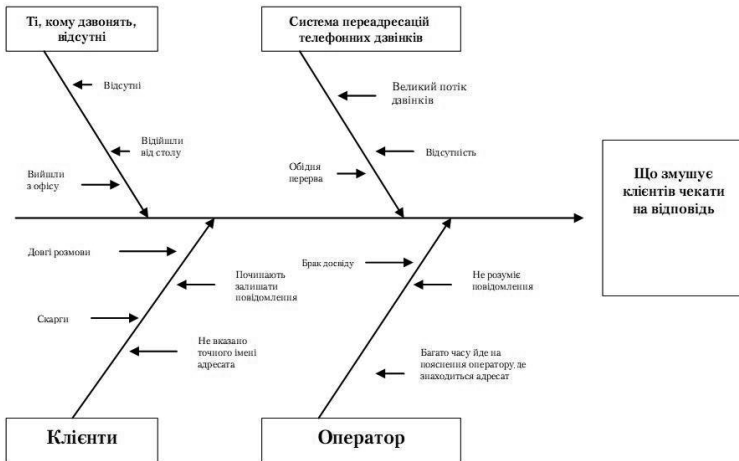 Ті, кому дзвонять,
відсутні
Система переадресацій
телефонних дзвінків
Відсутні
Великий потік
дзвінків
Відійшли
від столу
Відсутність
Вийшли
з офісу
Обідня
перерва
Що змушує
клієнтів чекати
на відповідь
Довгі розмови
Брак досвіду
Починають
залишати
повідомлення
Не розуміє
повідомлення
Скарги
Не вказано
точного імені
адресата
Багато часу йде на
пояснення оператору, де
знаходиться адресат
Клієнти
Оператор